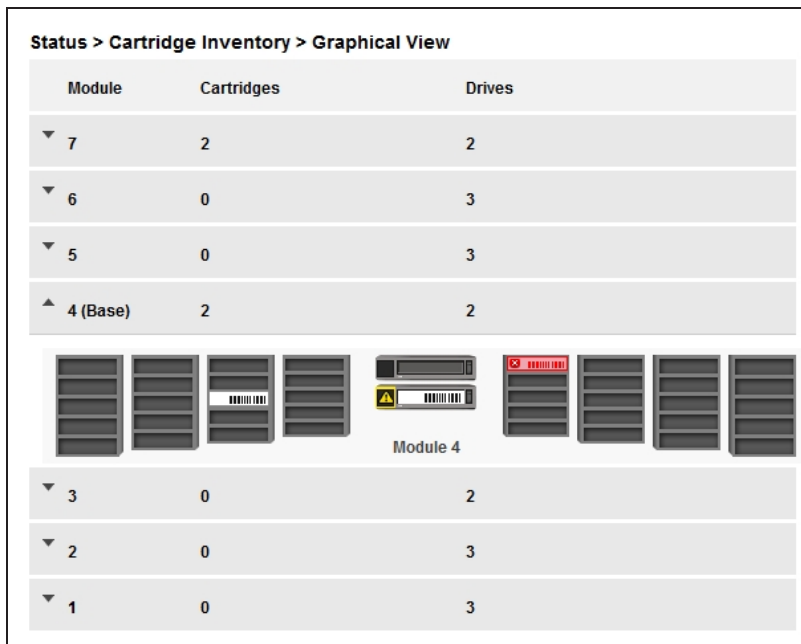 Status > Cartridge Inventory > Graphical View
Module Cartridges Drives
7 2 2
6 0 3
5 0 3
4 (Base) 2 2
Module 4
3 0 2
2 0 3
1 0 3